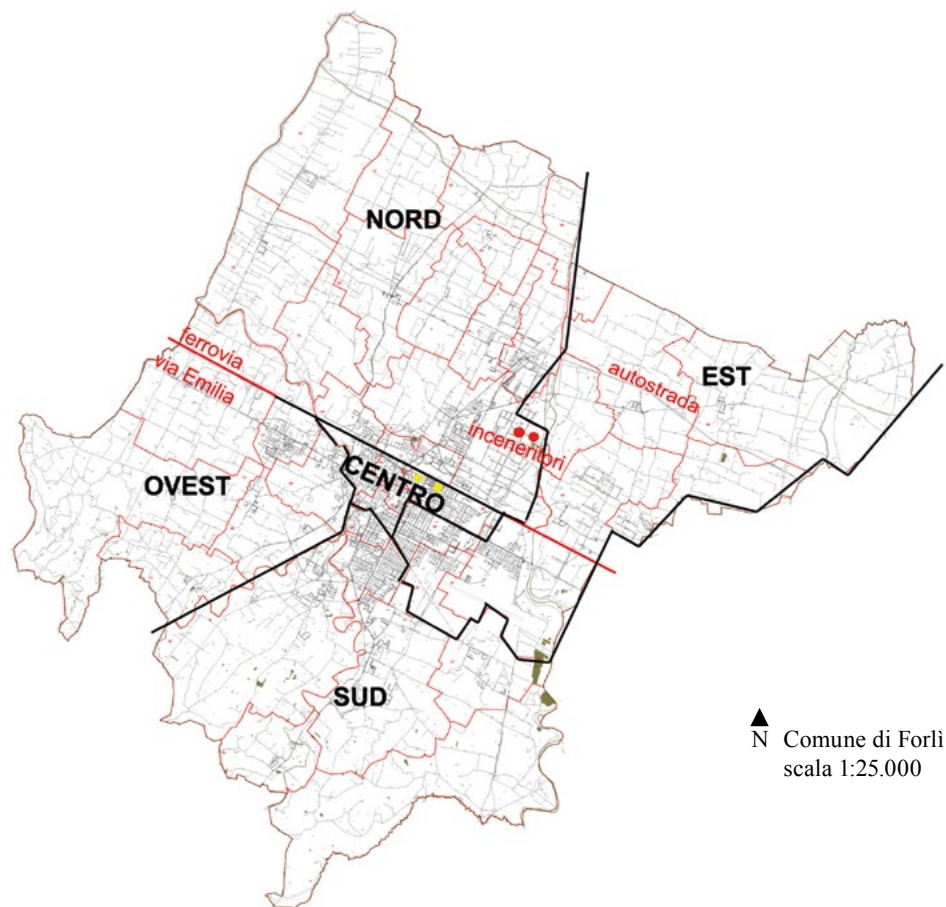 NORD
ferrovia
via Emilia
autostrada
EST
inceneritori
CENTRO
OVEST
SUD
N Comune di Forlì
scala 1:25.000